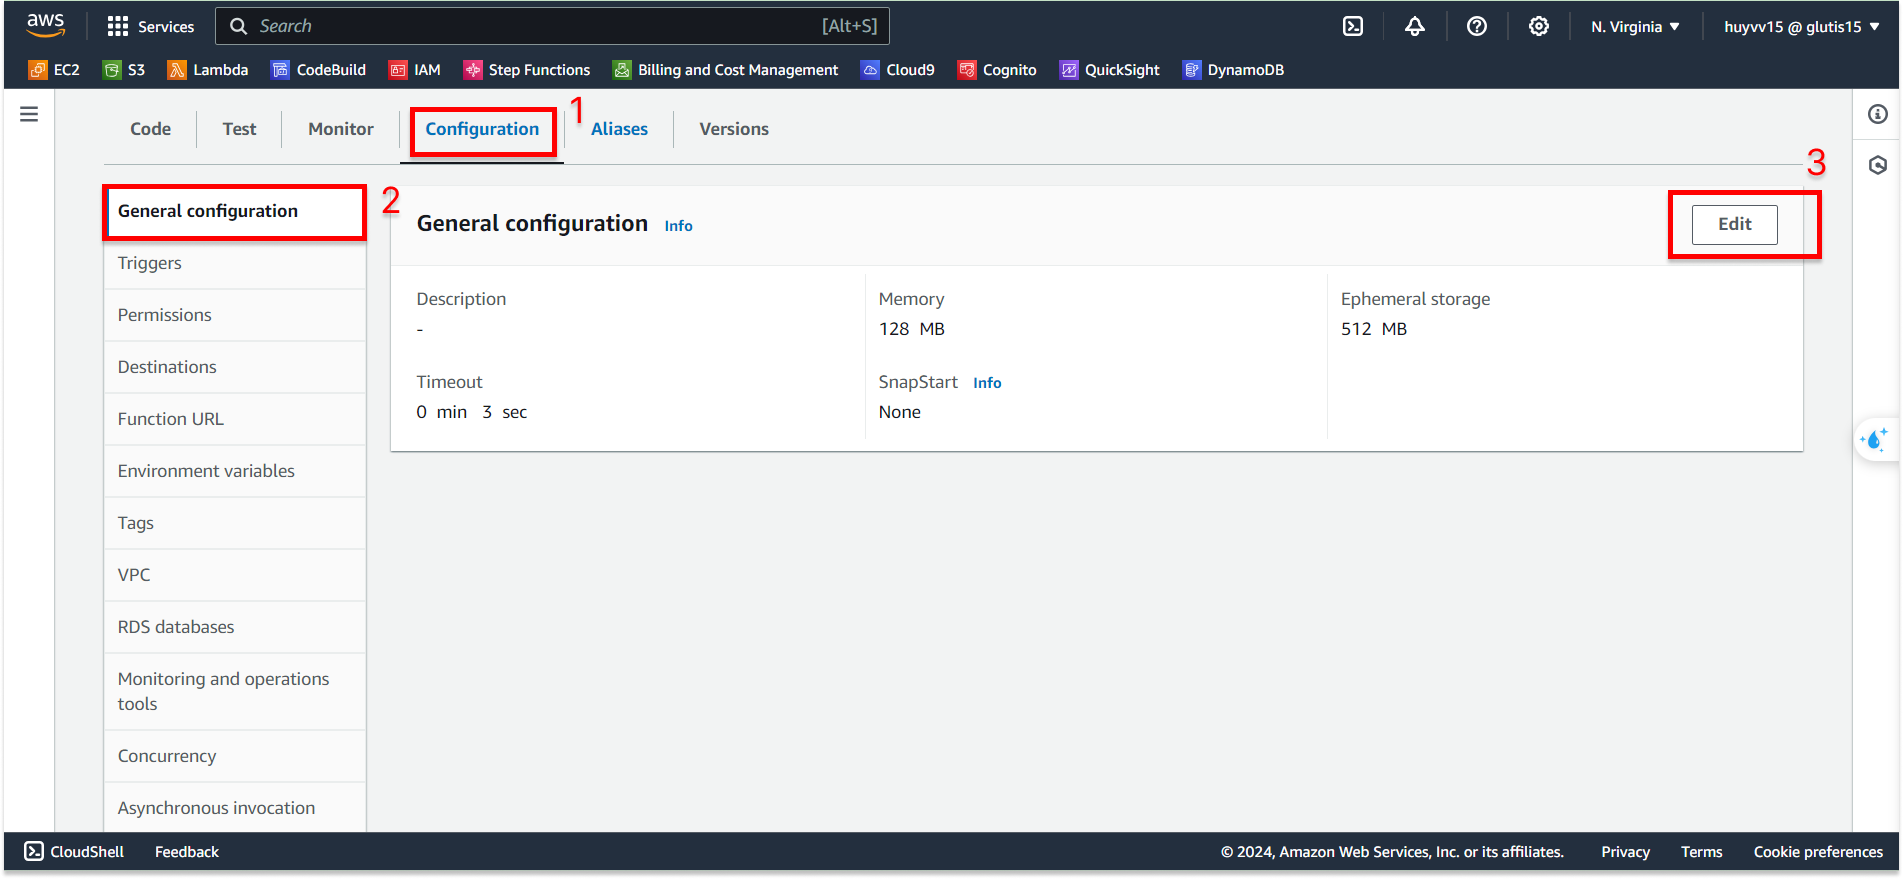 aws Services Search [Alt+S] N. Virginia huyvv15 @ glutis15
EC2 S3 Lambda CodeBuild IAM Step Functions Billing and Cost Management Cloud9 Cognito QuickSight DynamoDB
Code Test Monitor Configuration 1 Aliases Versions
3
General configuration 2
General configuration Info Edit
Triggers
Permissions
Destinations
Function URL
Environment variables
Tags
VPC
RDS databases
Monitoring and operations
tools
Concurrency
Asynchronous invocation
Description
-
Memory
128 MB
Ephemeral storage
512 MB
Timeout
0 min 3 sec
SnapStart Info
None
CloudShell Feedback © 2024, Amazon Web Services, Inc. or its affiliates. Privacy Terms Cookie preferences